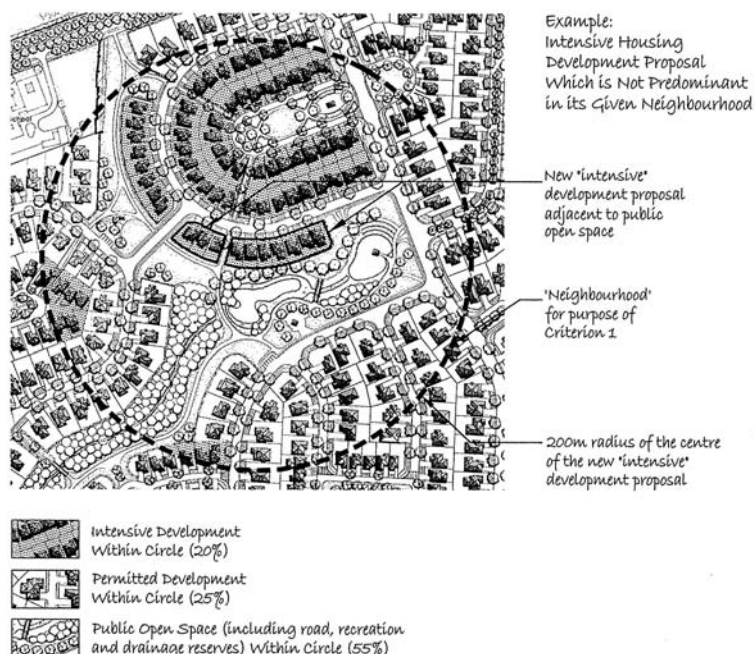 Example:
Intensive Housing
Development Proposal
Which is Not Predominant
in its Given Neighbourhood
New "intensive"
development proposal
adjacent to public
open space
'Neighbourhood'
for purpose of
Criterion 1
200m radius of the centre
of the new "intensive"
development proposal
Intensive Development
Within Circle (20%)
Permitted Development
Within Circle (25%)
Public Open Space (including road, recreation
and drainage reserves) Within Circle (55%)